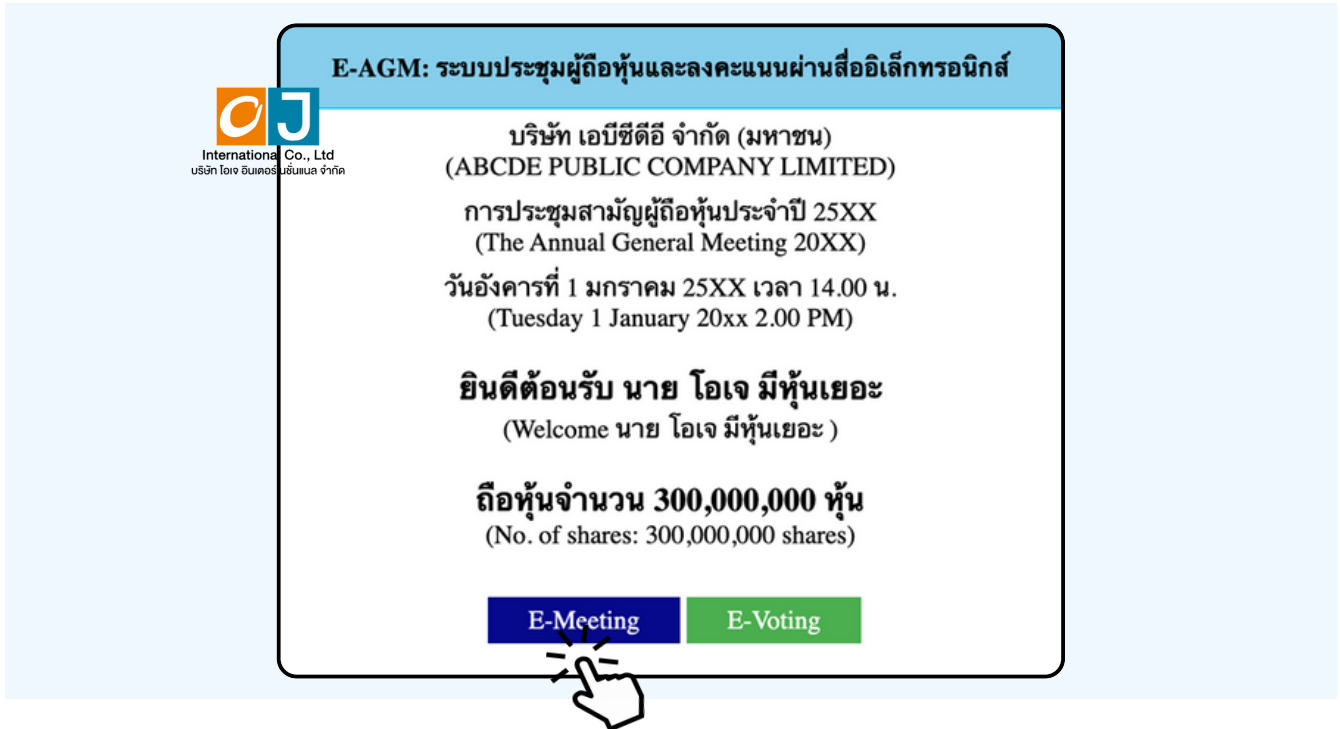 E-AGM: ระบบประชุมผู้ถือหุ้นและลงคะแนนผ่านสื่ออิเล็กทรอนิกส์
OJ
International Co., Ltd
บริษัท โอเจ อินเตอร์เนชั่นแนล จำกัด
บริษัท เอบีซีดีอี จำกัด (มหาชน)
(ABCDE PUBLIC COMPANY LIMITED)
การประชุมสามัญผู้ถือหุ้นประจำปี 25XX
(The Annual General Meeting 20XX)
วันอังคารที่ 1 มกราคม 25XX เวลา 14.00 น.
(Tuesday 1 January 20xx 2.00 PM)
ยินดีต้อนรับ นาย โอเจ มีหุ้นเยอะ
(Welcome นาย โอเจ มีหุ้นเยอะ )
ถือหุ้นจำนวน 300,000,000 หุ้น
(No. of shares: 300,000,000 shares)
E-Meeting
E-Voting